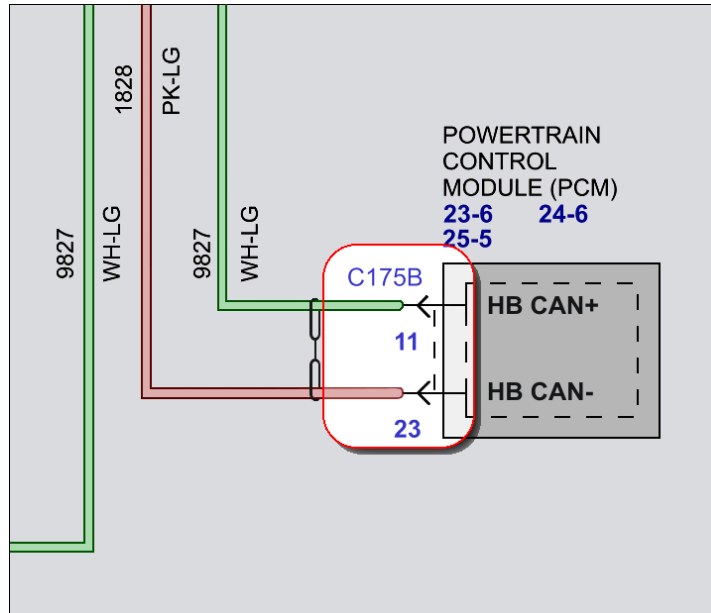 1828
PK-LG
9827
WH-LG
9827
WH-LG
POWERTRAIN
CONTROL
MODULE (PCM)
23-6 24-6
25-5
C175B
HB CAN+
11
HB CAN-
23